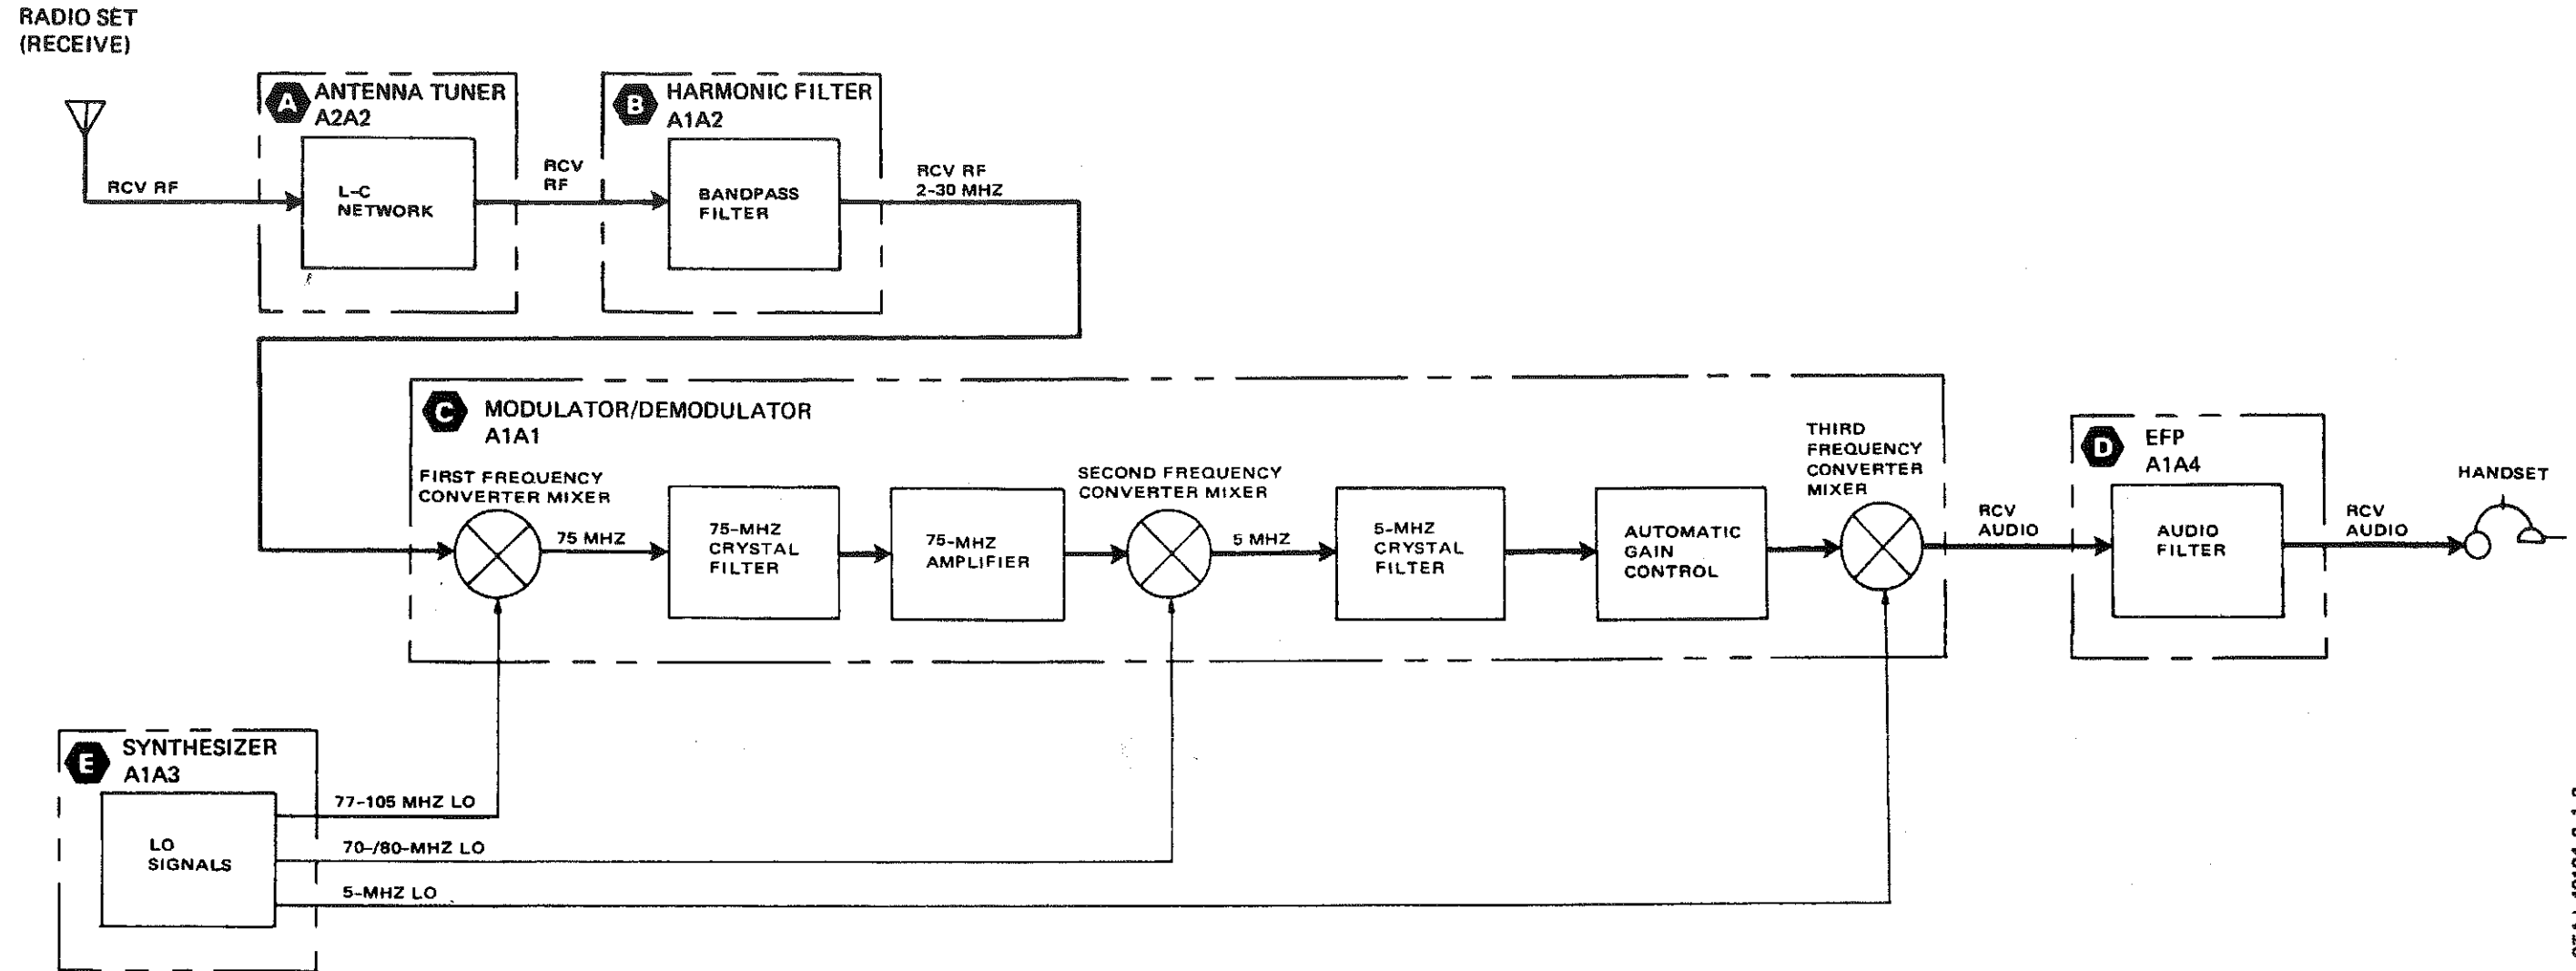 RADIO SET
(RECEIVE)
A
ANTENNA TUNER
A2A2
L-C
NETWORK
RCV RF
RCV
RF
B
HARMONIC FILTER
A1A2
BANDPASS
FILTER
RCV RF
2-30 MHZ
C
MODULATOR/DEMODULATOR
A1A1
FIRST FREQUENCY
CONVERTER MIXER
75 MHZ
75-MHZ
CRYSTAL
FILTER
75-MHZ
AMPLIFIER
SECOND FREQUENCY
CONVERTER MIXER
5 MHZ
5-MHZ
CRYSTAL
FILTER
AUTOMATIC
GAIN
CONTROL
THIRD
FREQUENCY
CONVERTER
MIXER
RCV
AUDIO
D
EFP
A1A4
AUDIO
FILTER
RCV
AUDIO
HANDSET
E
SYNTHESIZER
A1A3
LO
SIGNALS
77-105 MHZ LO
70-/80-MHZ LO
5-MHZ LO